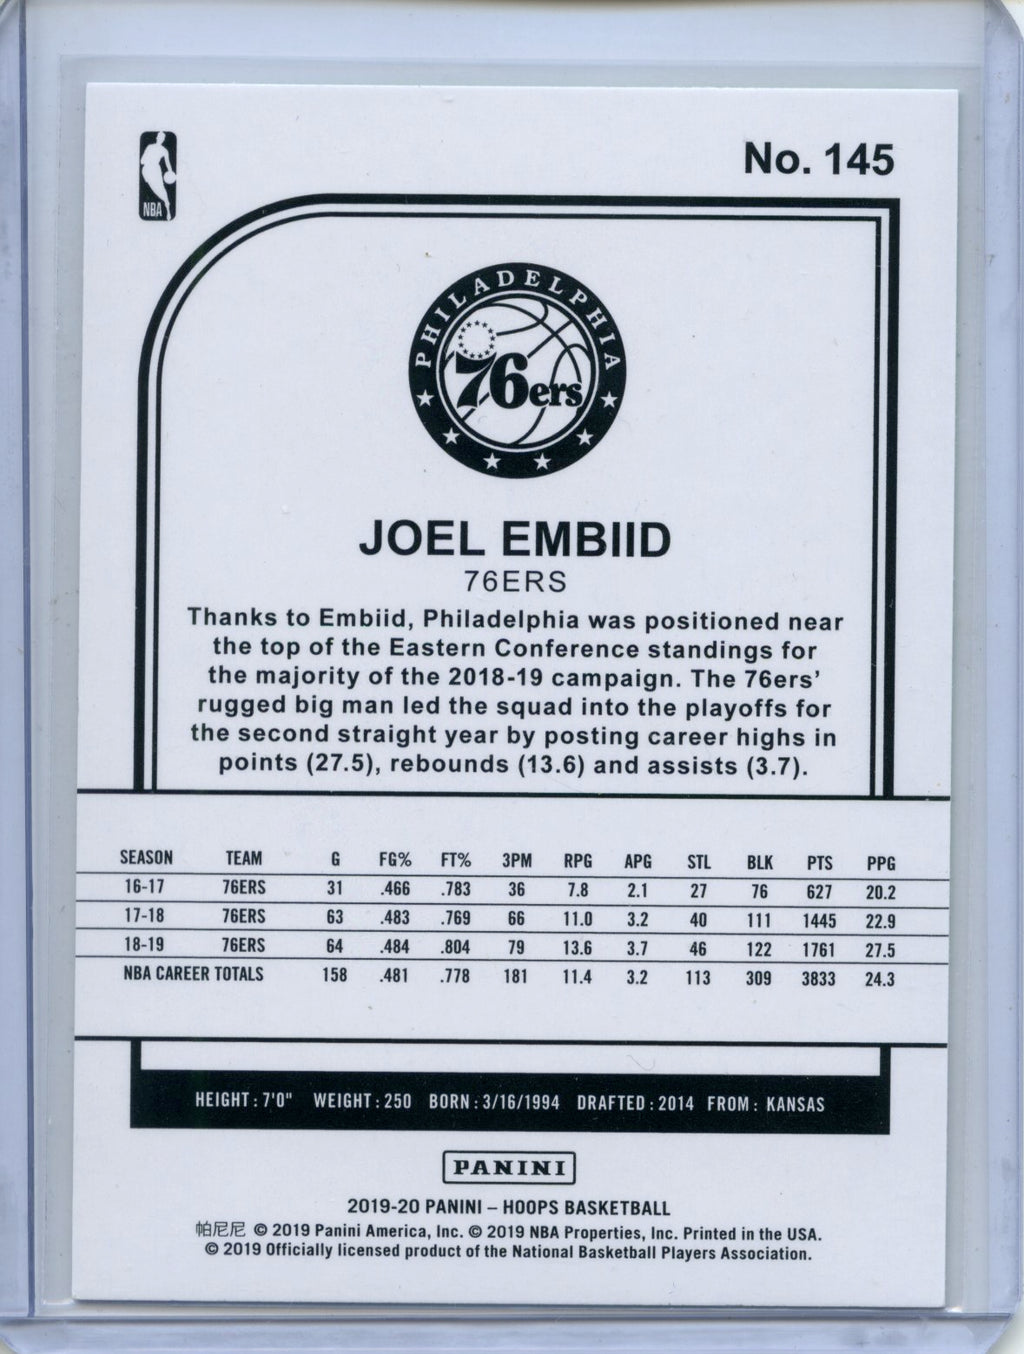 NBA
No. 145
PHILADELPHIA
76ers
JOEL EMBIID
76ERS
Thanks to Embiid, Philadelphia was positioned near
the top of the Eastern Conference standings for
the majority of the 2018-19 campaign. The 76ers'
rugged big man led the squad into the playoffs for
the second straight year by posting career highs in
points (27.5), rebounds (13.6) and assists (3.7).
SEASON TEAM G FG% FT% 3PM RPG APG STL BLK PTS PPG
16-17 76ERS 31 .466 .783 36 7.8 2.1 27 76 627 20.2
17-18 76ERS 63 .483 .769 66 11.0 3.2 40 111 1445 22.9
18-19 76ERS 64 .484 .804 79 13.6 3.7 46 122 1761 27.5
NBA CAREER TOTALS 158 .481 .778 181 11.4 3.2 113 309 3833 24.3
HEIGHT: 7'0" WEIGHT: 250 BORN: 3/16/1994 DRAFTED: 2014 FROM: KANSAS
PANINI
2019-20 PANINI – HOOPS BASKETBALL
帕尼尼 © 2019 Panini America, Inc. © 2019 NBA Properties, Inc. Printed in the USA.
© 2019 Officially licensed product of the National Basketball Players Association.